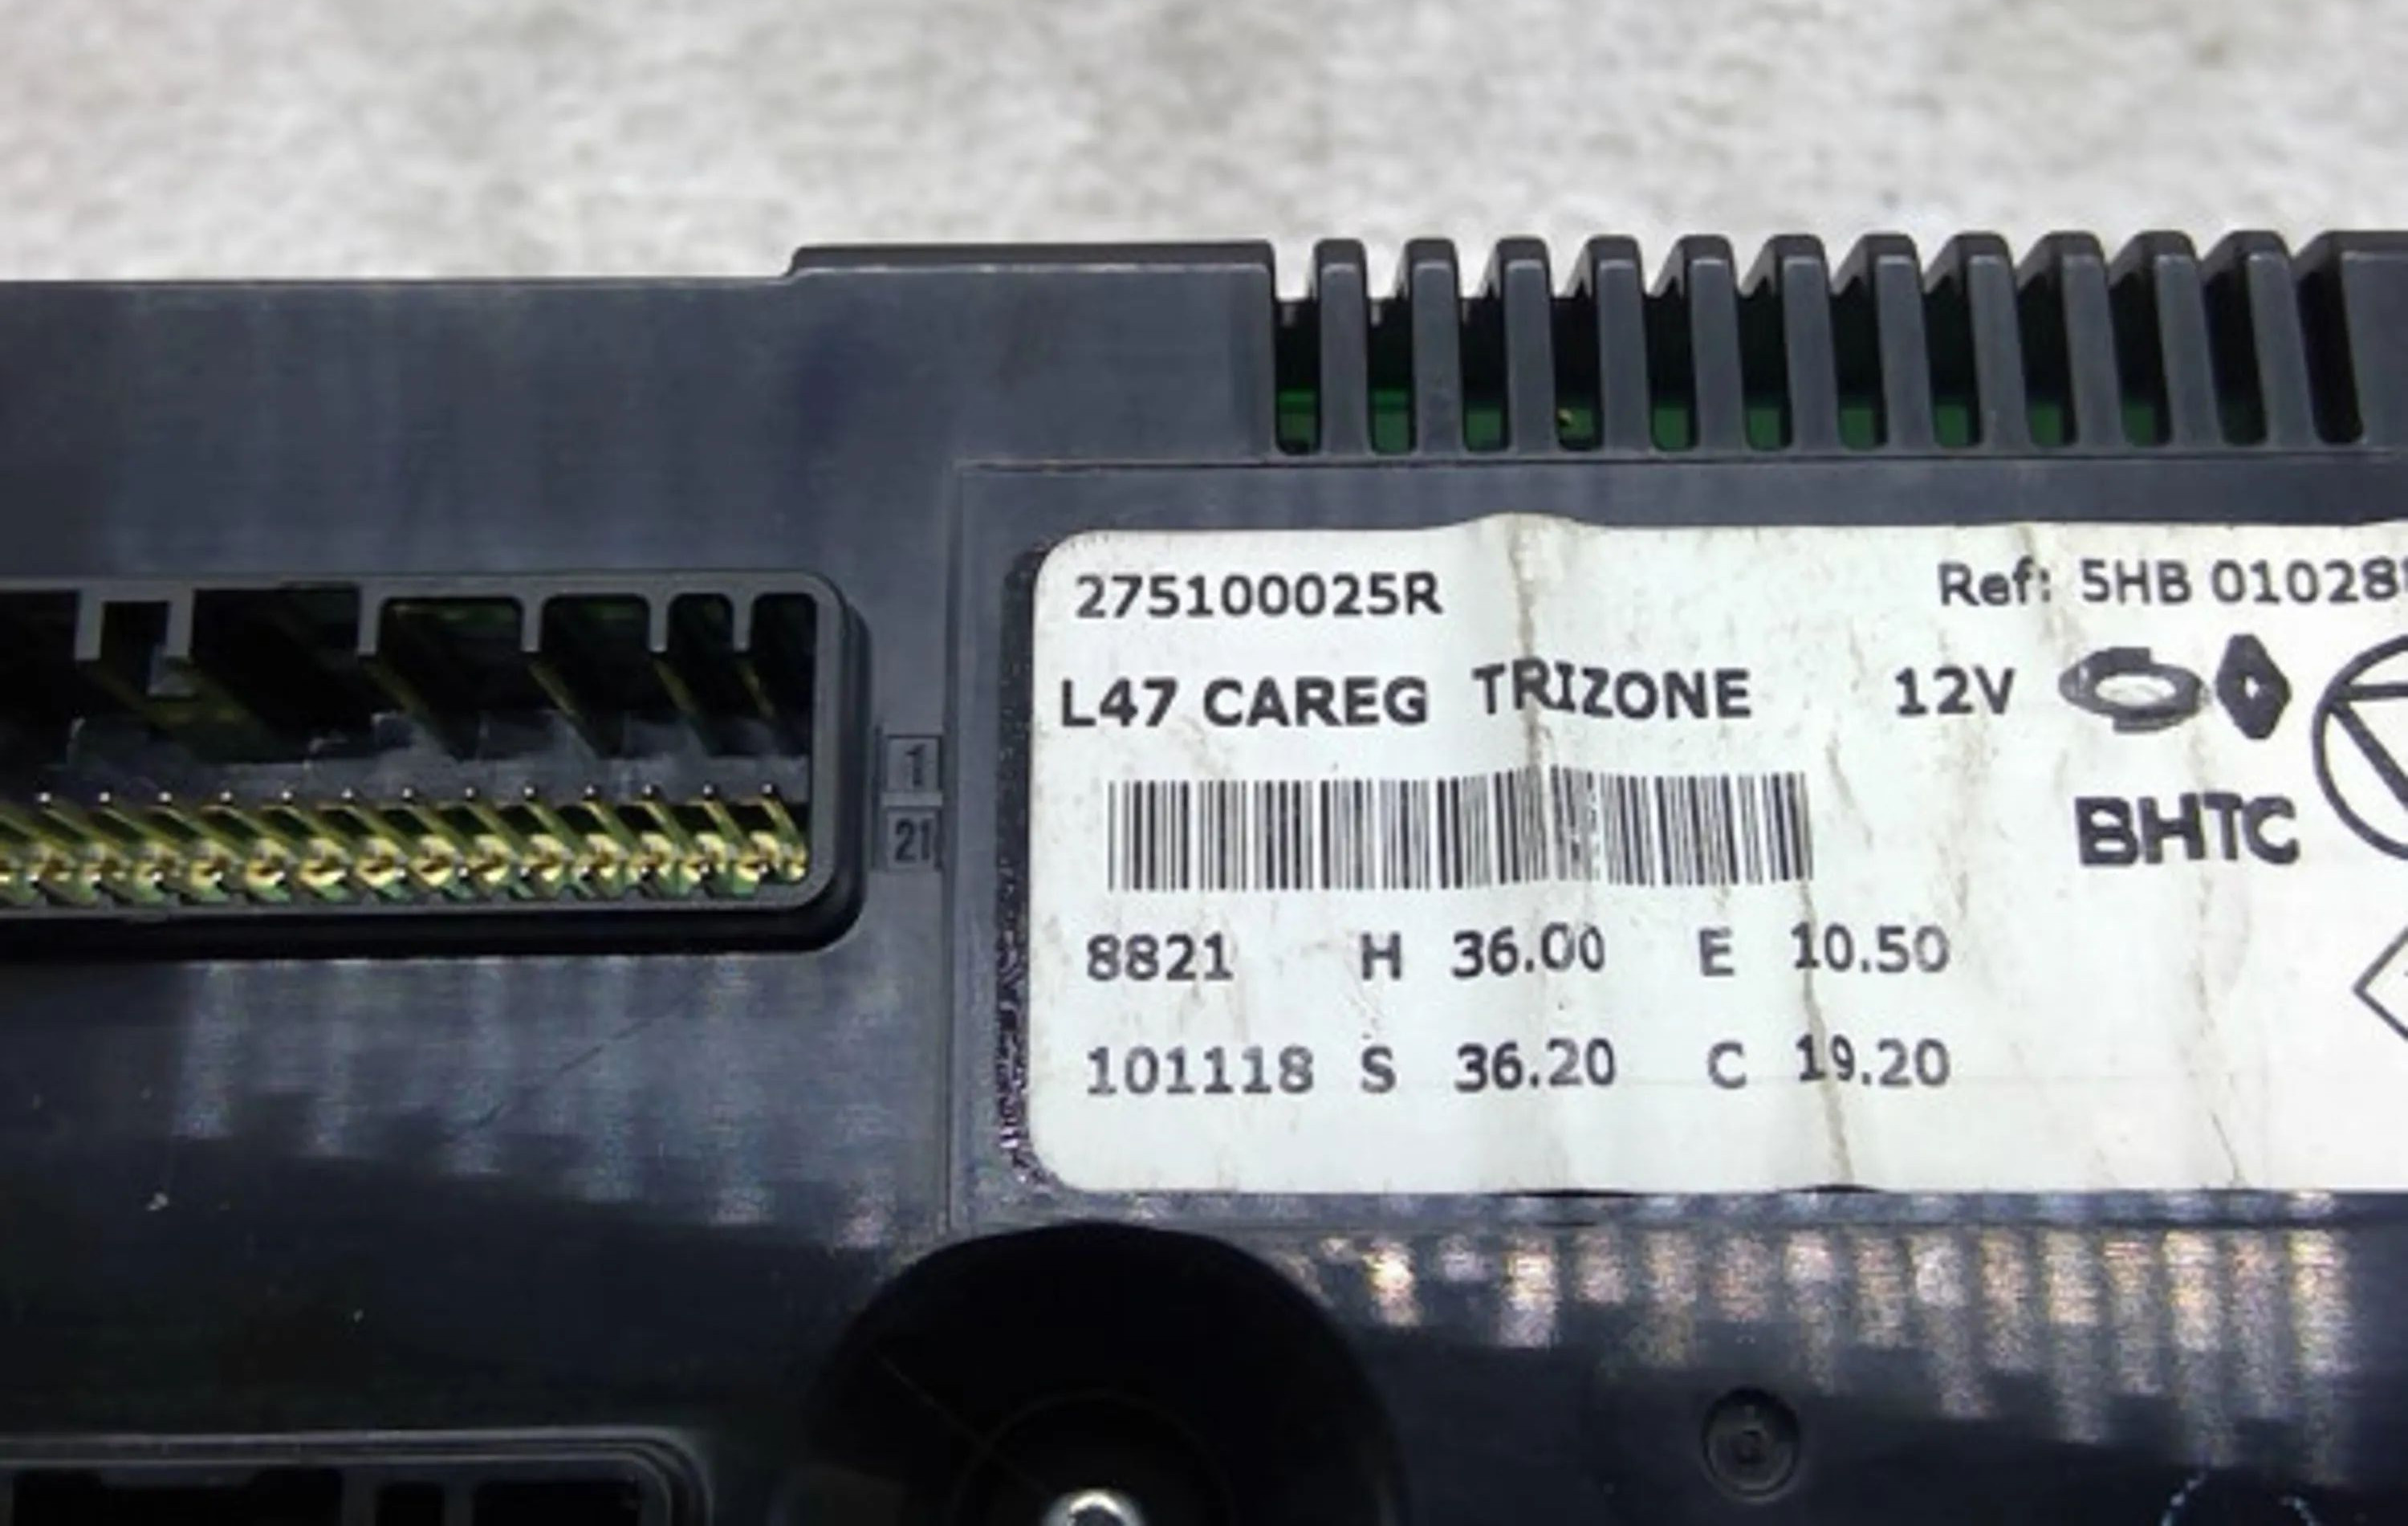 275100025R Ref: 5HB 01028
L47 CAREG TRIZONE 12V
BHTC
1
21
8821 H 36.00 E 10.50
101118 S 36.20 C 19.20